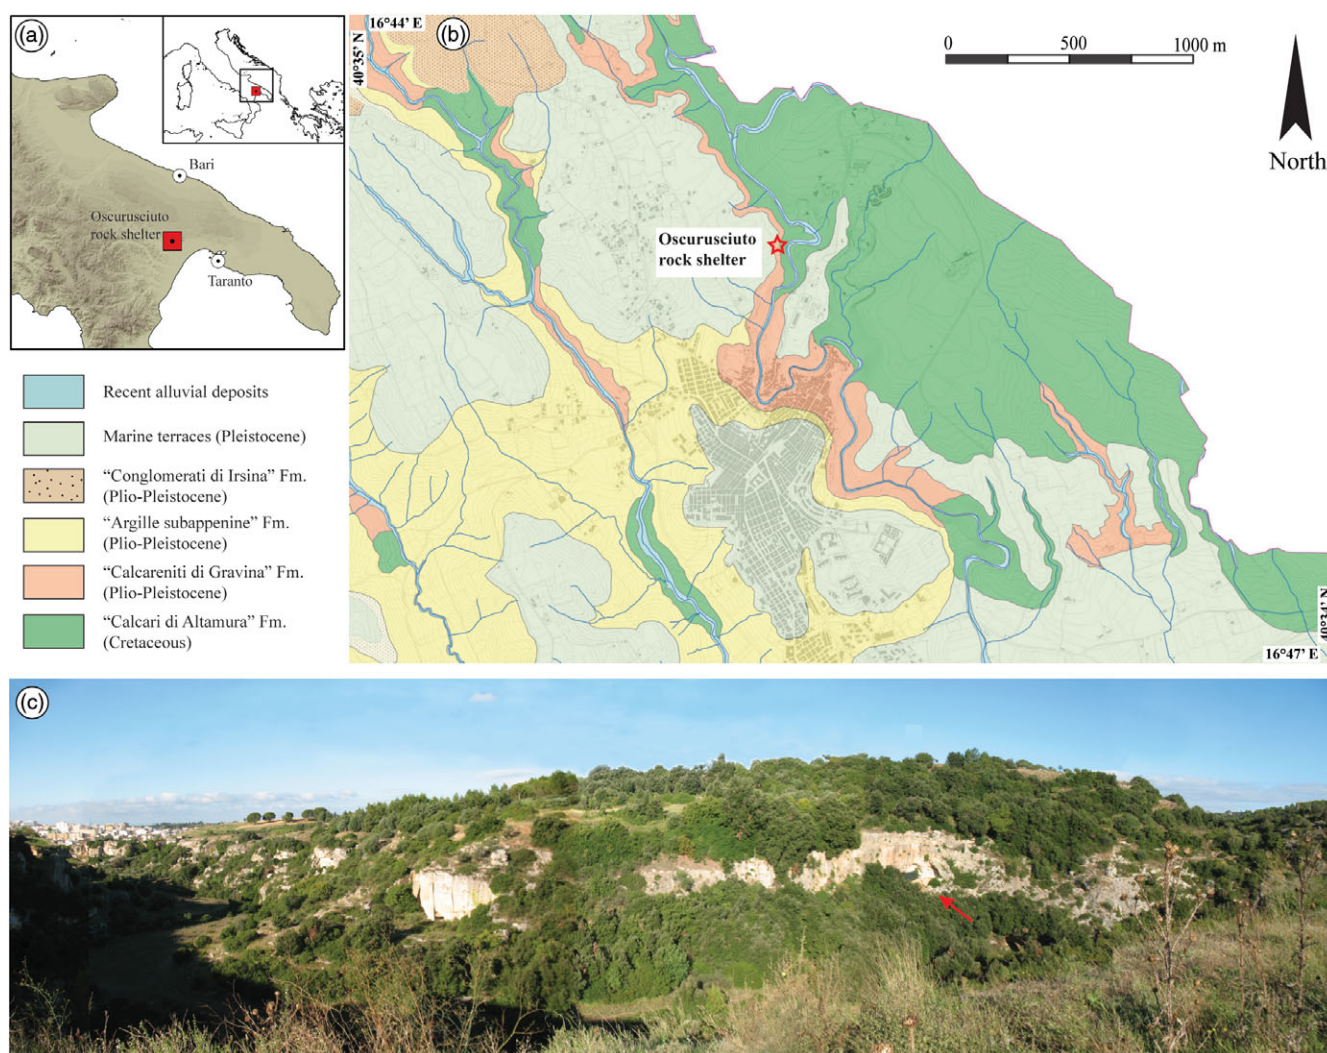 (a)
Bari
Oscurusciuto
rock shelter
Taranto
16°44' E
(b)
40°35' N
0 500 1000 m
North
Oscurusciuto
rock shelter
40°34' N
16°47' E
Recent alluvial deposits
Marine terraces (Pleistocene)
“Conglomerati di Irsina” Fm.
(Plio-Pleistocene)
“Argille subappenine” Fm.
(Plio-Pleistocene)
“Calcareniti di Gravina” Fm.
(Plio-Pleistocene)
“Calcari di Altamura” Fm.
(Cretaceous)
(c)